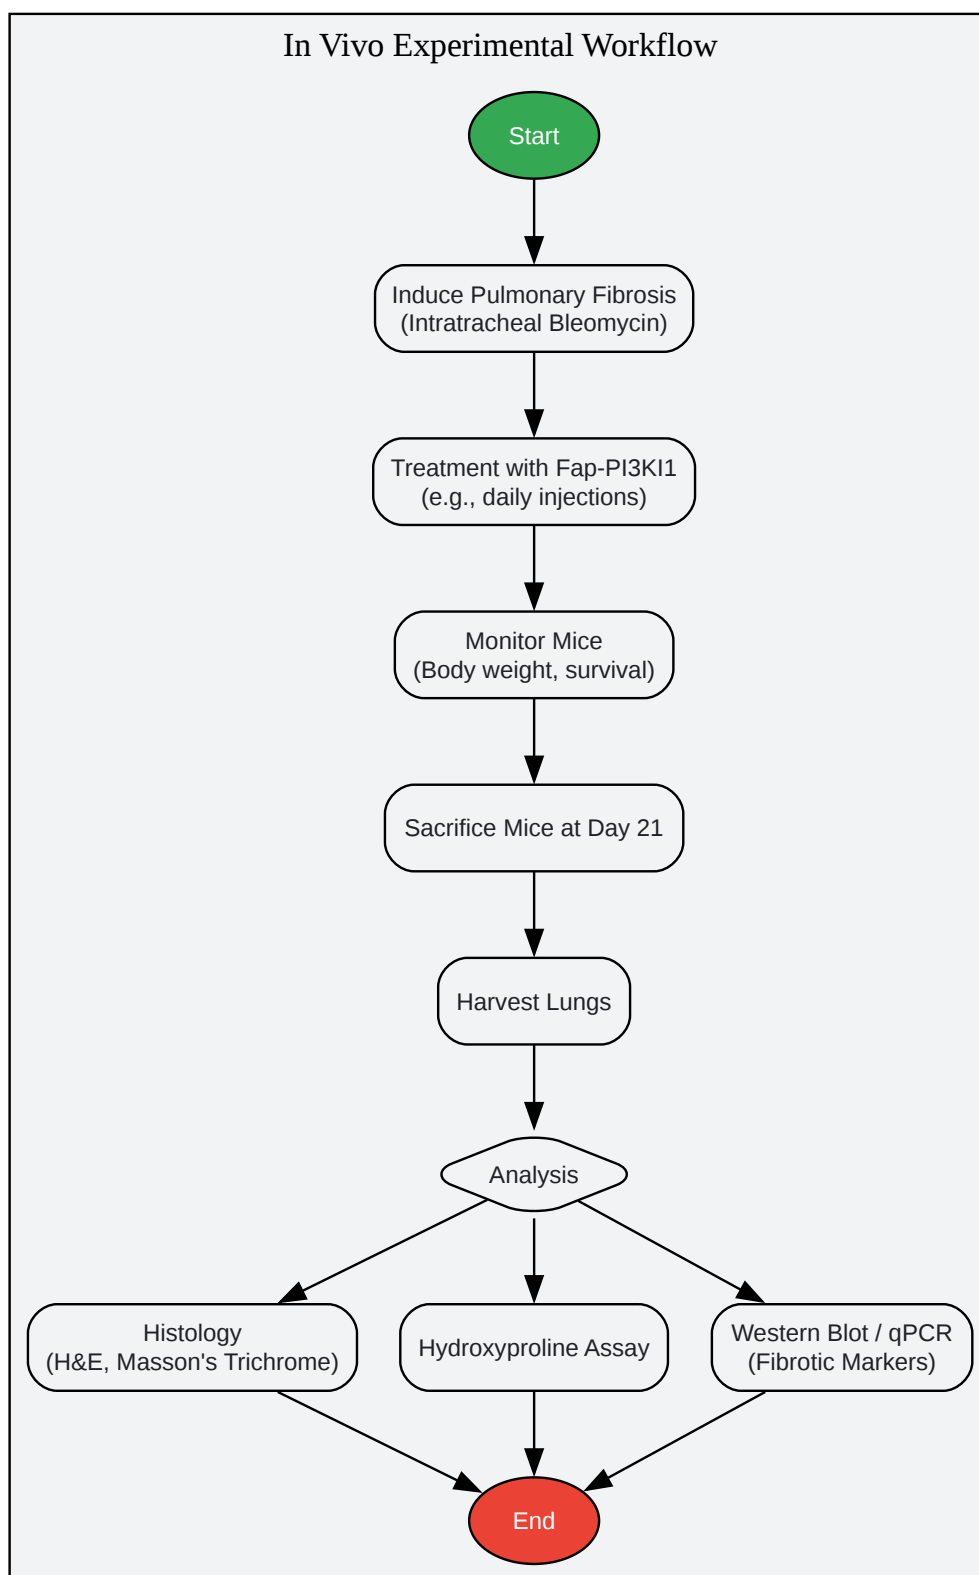 In Vivo Experimental Workflow
Start
Induce Pulmonary Fibrosis
(Intratracheal Bleomycin)
Treatment with Fap-PI3KI1
(e.g., daily injections)
Monitor Mice
(Body weight, survival)
Sacrifice Mice at Day 21
Harvest Lungs
Analysis
Histology
(H&E, Masson's Trichrome)
Hydroxyproline Assay
Western Blot / qPCR
(Fibrotic Markers)
End